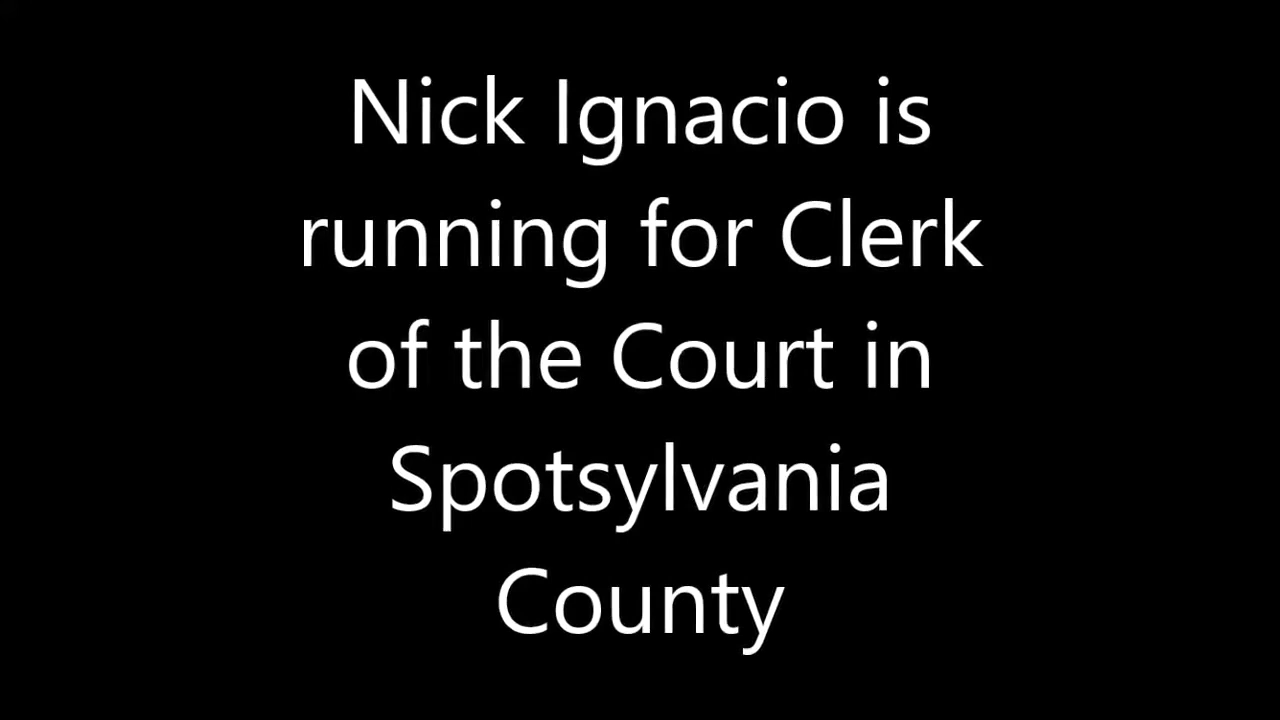 Nick Ignacio is
running for Clerk
of the Court in
Spotsylvania
County